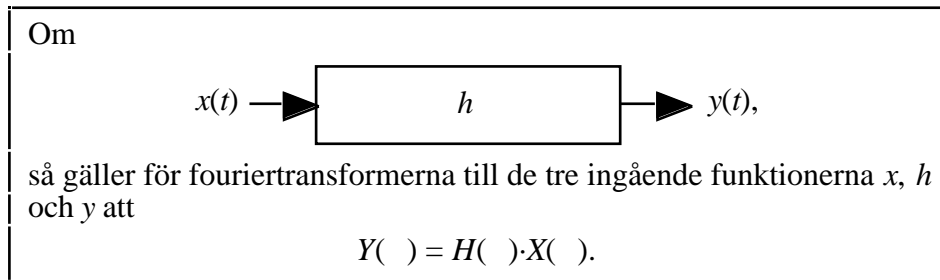 Om
x(t) h y(t),
så gäller för fouriertransformerna till de tre ingående funktionerna x, h
och y att
Y( ) = H( )·X( ).